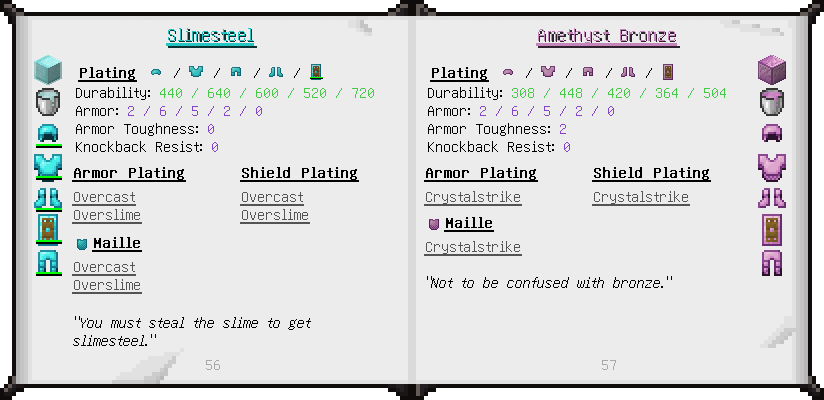 Slimesteel
Plating / / / /
Durability: 440 / 640 / 600 / 520 / 720
Armor: 2 / 6 / 5 / 2 / 0
Armor Toughness: 0
Knockback Resist: 0
Armor Plating
Overcast
Overslime
Shield Plating
Overcast
Overslime
Maille
Overcast
Overslime
"You must steal the slime to get
slimesteel."
56
Amethyst Bronze
Plating / / / /
Durability: 308 / 448 / 420 / 364 / 504
Armor: 2 / 6 / 5 / 2 / 0
Armor Toughness: 2
Knockback Resist: 0
Armor Plating
Crystalstrike
Shield Plating
Crystalstrike
Maille
Crystalstrike
"Not to be confused with bronze."
57